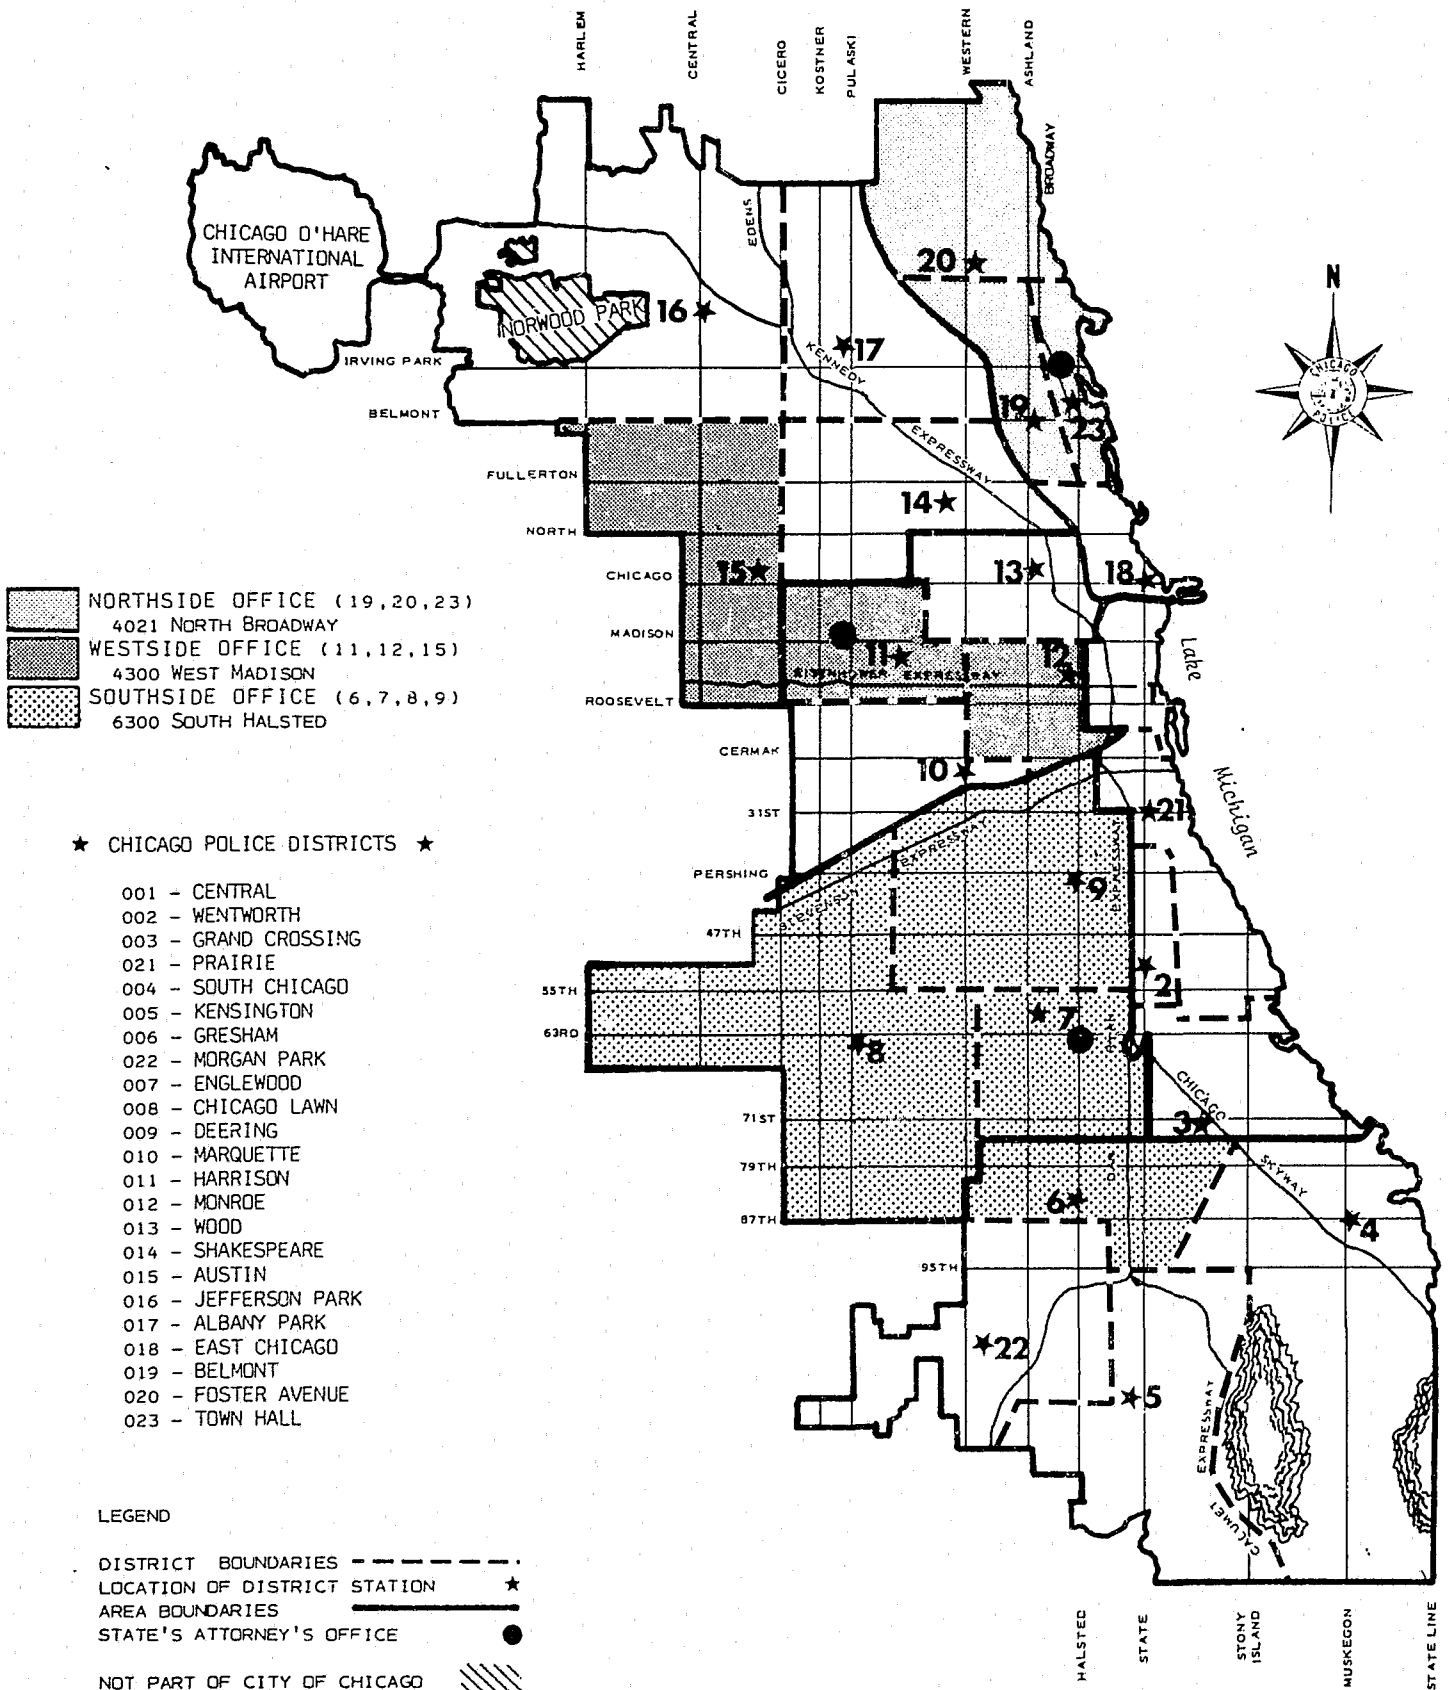 HARLEM
CENTRAL
CICERO
KOSTNER
PULASKI
WESTERN
ASHLAND
BROADWAY
EDENS
CHICAGO O'HARE
INTERNATIONAL
AIRPORT
NORWOOD PARK
20
16
17
N
KENNEDY
EXPRESSWAY
IRVING PARK
CHICAGO
POLICE
BELMONT
19
23
FULLERTON
14
NORTH
CHICAGO
15
13
18
NORTHSIDE OFFICE (19,20,23)
4021 NORTH BROADWAY
WESTSIDE OFFICE (11,12,15)
4300 WEST MADISON
SOUTHSIDE OFFICE (6,7,8,9)
6300 SOUTH HALSTED
MADISON
11
12
EISENHOWER EXPRESSWAY
Lake
Michigan
ROOSEVELT
1
CERMAK
10
31ST
21
EXPRESSWAY
STEVENSON
PERSHING
9
EXPRESSWAY
47TH
2
55TH
7
63RD
8
RYAN
CHICAGO
SKYWAY
71ST
3
79TH
DAN
6
4
87TH
95TH
22
5
EXPRESSWAY
CALUMET
★ CHICAGO POLICE DISTRICTS ★
001 - CENTRAL
002 - WENTWORTH
003 - GRAND CROSSING
021 - PRAIRIE
004 - SOUTH CHICAGO
005 - KENSINGTON
006 - GRESHAM
022 - MORGAN PARK
007 - ENGLEWOOD
008 - CHICAGO LAWN
009 - DEERING
010 - MARQUETTE
011 - HARRISON
012 - MONROE
013 - WOOD
014 - SHAKESPEARE
015 - AUSTIN
016 - JEFFERSON PARK
017 - ALBANY PARK
018 - EAST CHICAGO
019 - BELMONT
020 - FOSTER AVENUE
023 - TOWN HALL
LEGEND
DISTRICT BOUNDARIES
LOCATION OF DISTRICT STATION ★
AREA BOUNDARIES
STATE'S ATTORNEY'S OFFICE ●
NOT PART OF CITY OF CHICAGO
HALSTED
STATE
STONY
ISLAND
MUSKEGON
STATE LINE